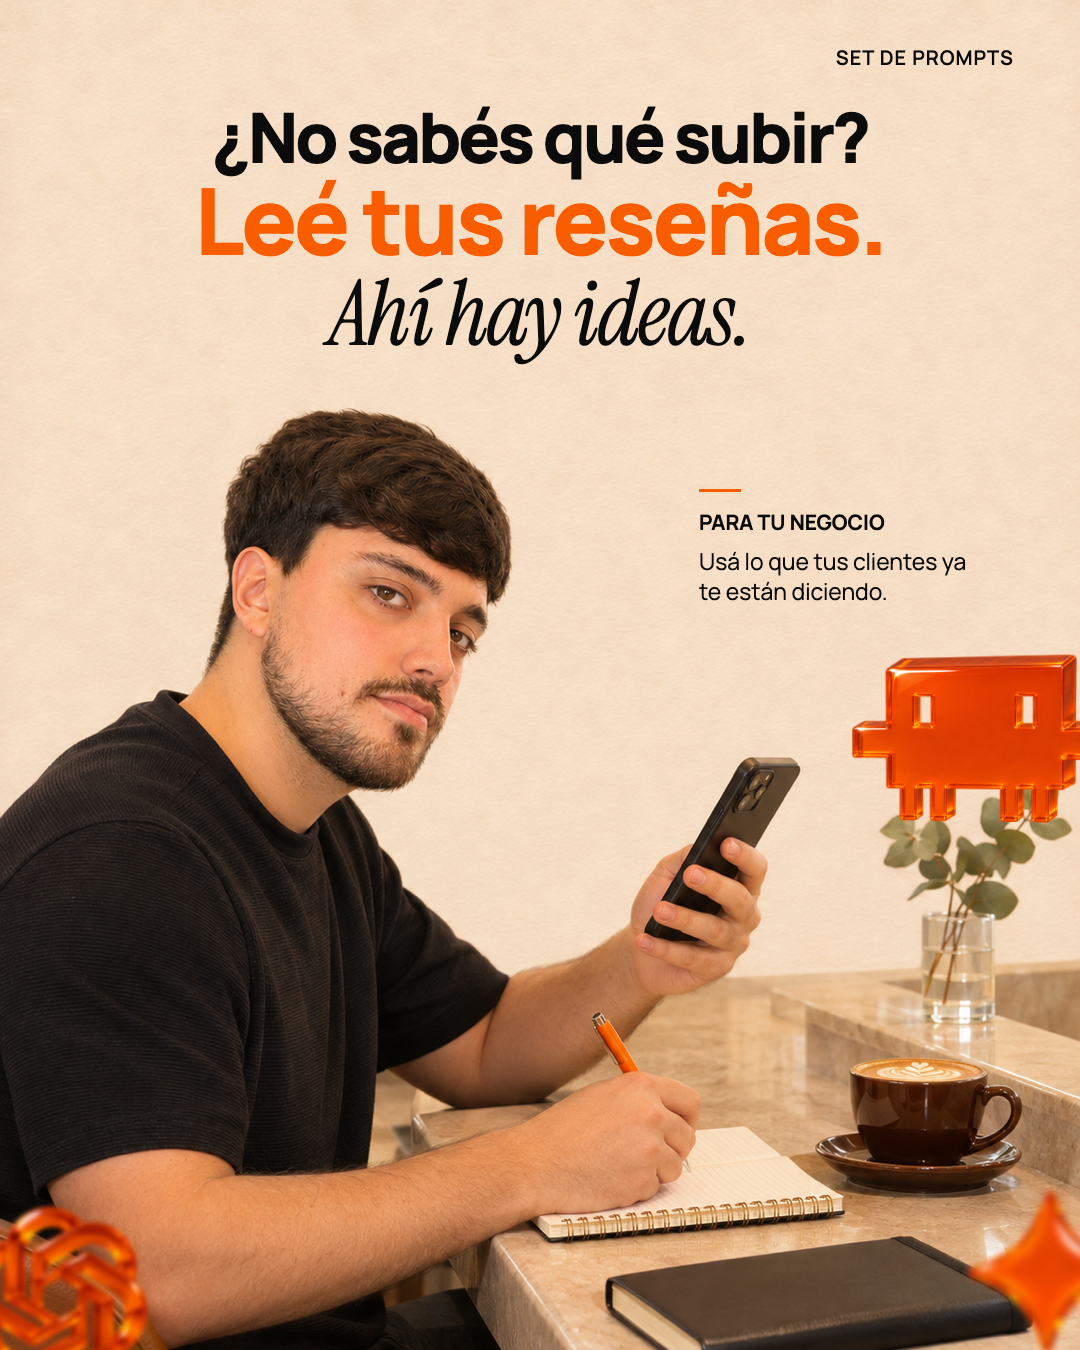 SET DE PROMPTS
¿No sabés qué subir?
Leé tus reseñas.
Ahí hay ideas.
PARA TU NEGOCIO
Usá lo que tus clientes ya
te están diciendo.